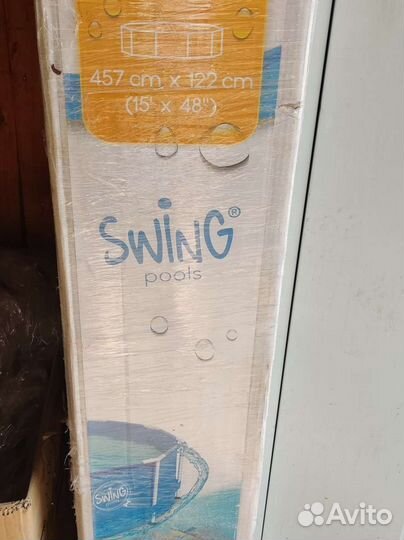 457 cm x 122 cm
(15' x 48")
SWiNG®
pools
SWiNG
Avito